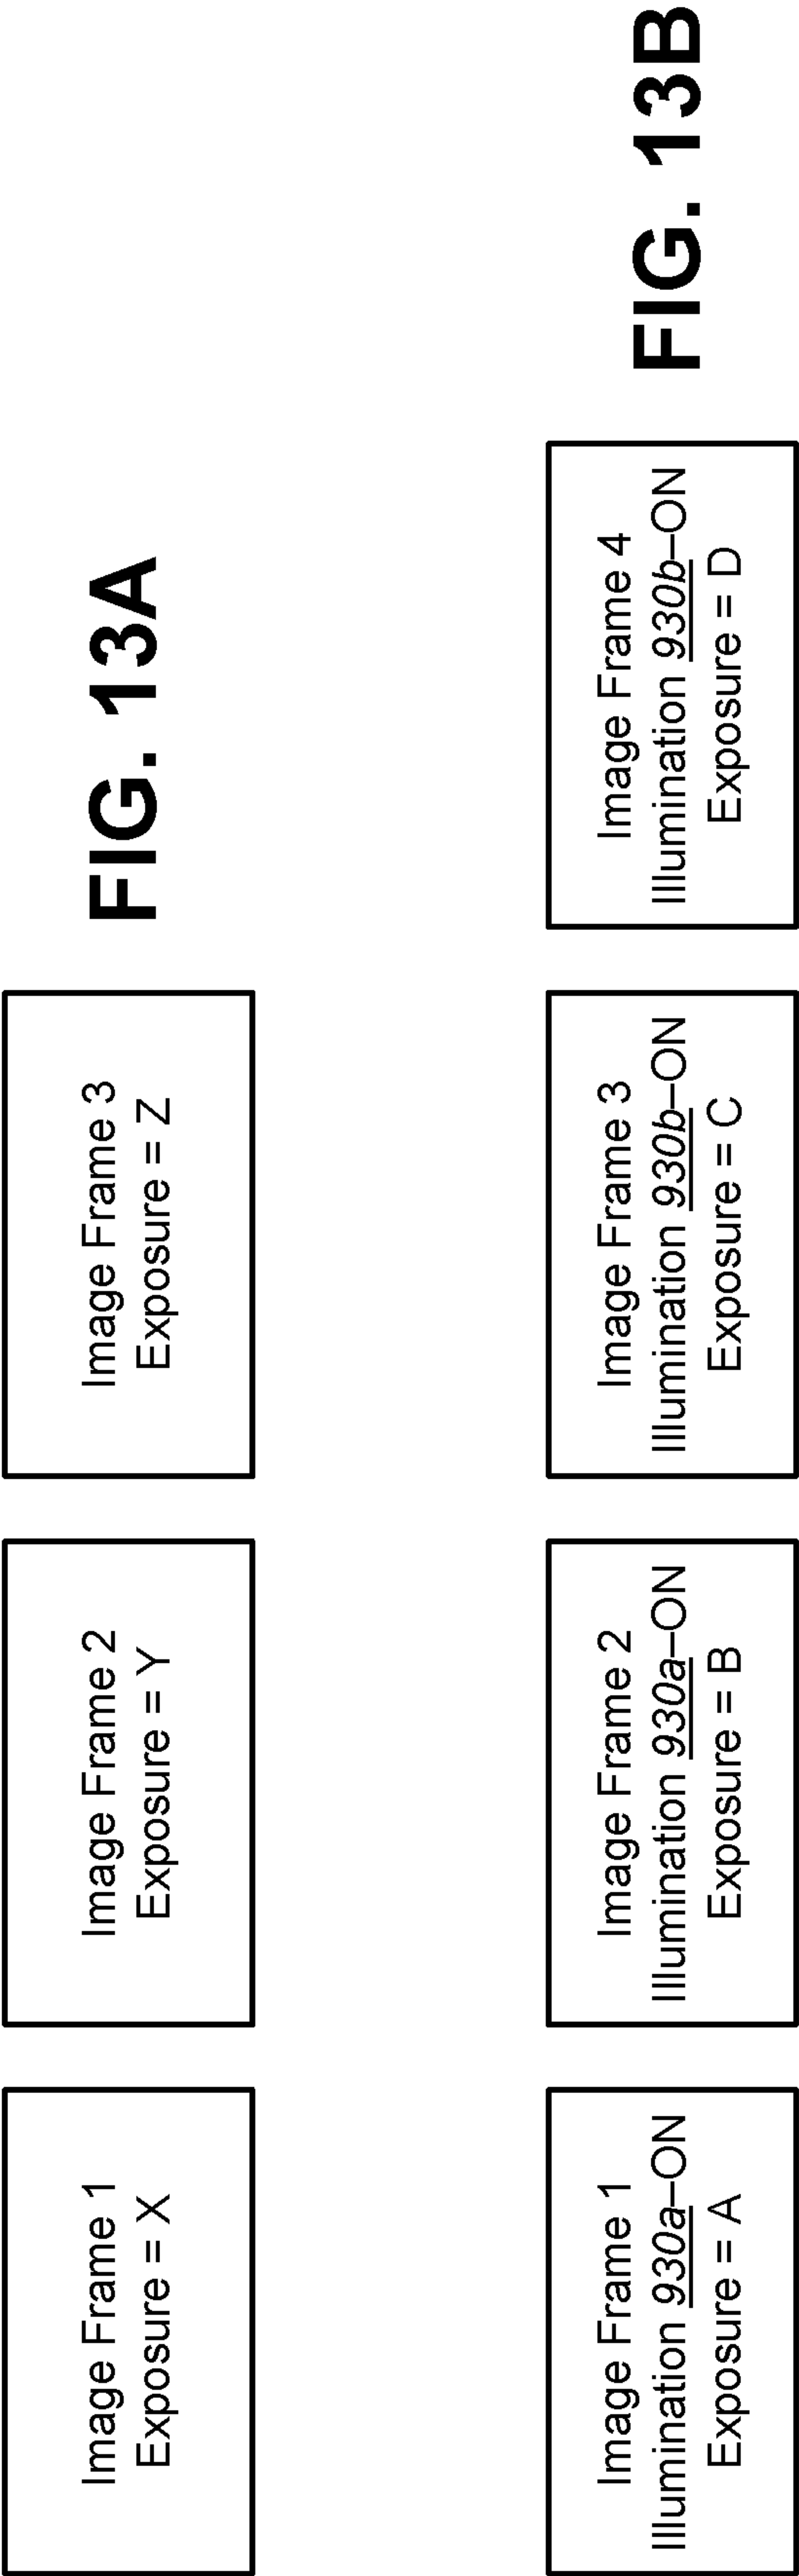 Image Frame 1
Exposure = X
Image Frame 2
Exposure = Y
Image Frame 3
Exposure = Z
FIG. 13A
Image Frame 1
Illumination 930a–ON
Exposure = A
Image Frame 2
Illumination 930a–ON
Exposure = B
Image Frame 3
Illumination 930b–ON
Exposure = C
Image Frame 4
Illumination 930b–ON
Exposure = D
FIG. 13B